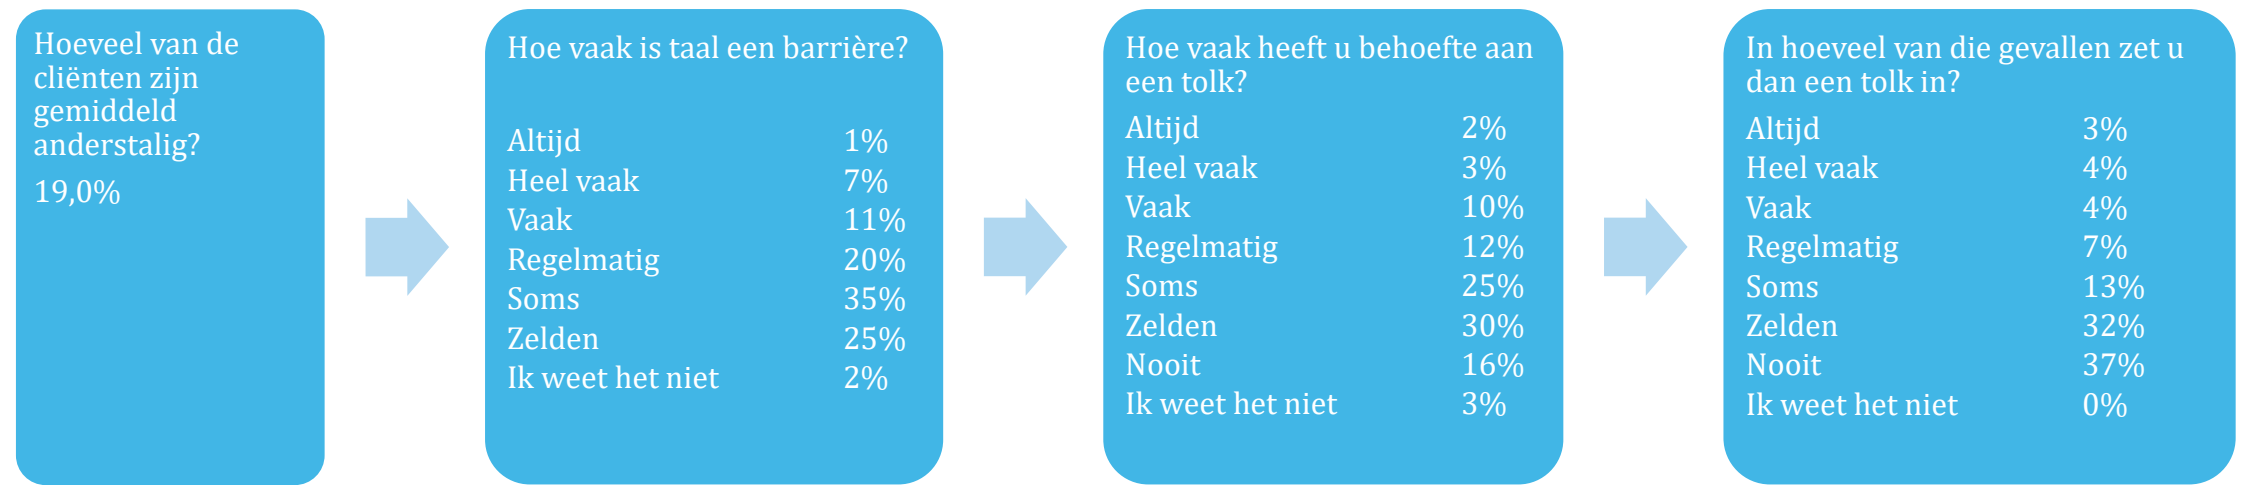 Hoeveel van de
cliënten zijn
gemiddeld
anderstalig?
19,0%
Hoe vaak is taal een barrière?
Altijd 1%
Heel vaak 7%
Vaak 11%
Regelmatig 20%
Soms 35%
Zelden 25%
Ik weet het niet 2%
Hoe vaak heeft u behoefte aan
een tolk?
Altijd 2%
Heel vaak 3%
Vaak 10%
Regelmatig 12%
Soms 25%
Zelden 30%
Nooit 16%
Ik weet het niet 3%
In hoeveel van die gevallen zet u
dan een tolk in?
Altijd 3%
Heel vaak 4%
Vaak 4%
Regelmatig 7%
Soms 13%
Zelden 32%
Nooit 37%
Ik weet het niet 0%